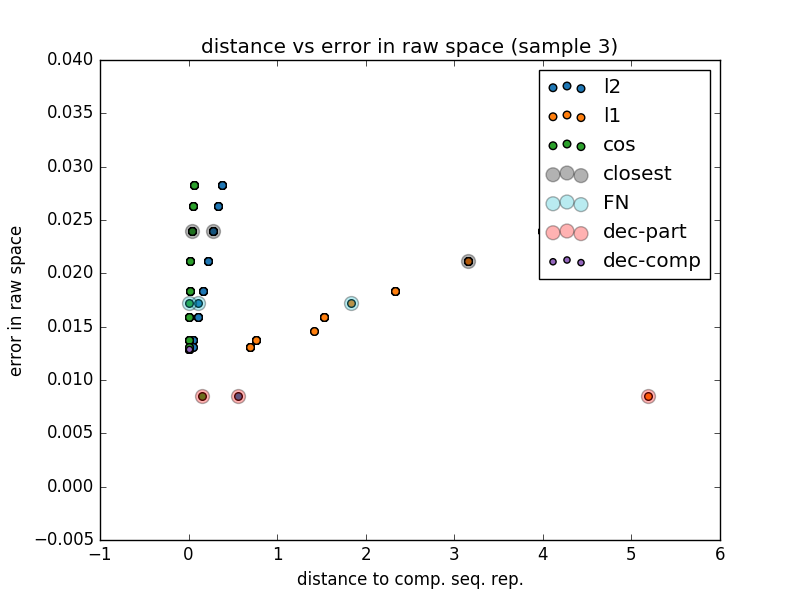 distance vs error in raw space (sample 3)
0.040
0.035
0.030
0.025
0.020
0.015
0.010
0.005
0.000
−0.005
error in raw space
l2
l1
cos
closest
FN
dec-part
dec-comp
−1 0 1 2 3 4 5 6
distance to comp. seq. rep.